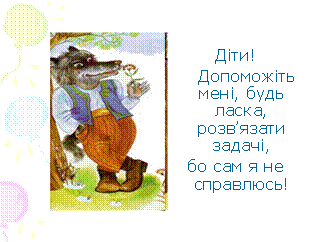 Діти!
Допоможіть
мені, будь
ласка,
розв’язати
задачі,
бо сам я не
справлюсь!